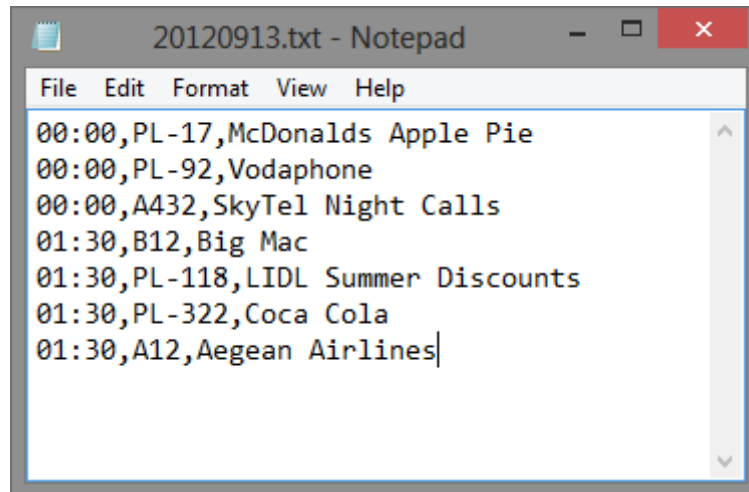 20120913.txt - Notepad
File Edit Format View Help
00:00,PL-17,McDonalds Apple Pie
00:00,PL-92,Vodaphone
00:00,A432,SkyTel Night Calls
01:30,B12,Big Mac
01:30,PL-118,LIDL Summer Discounts
01:30,PL-322,Coca Cola
01:30,A12,Aegean Airlines